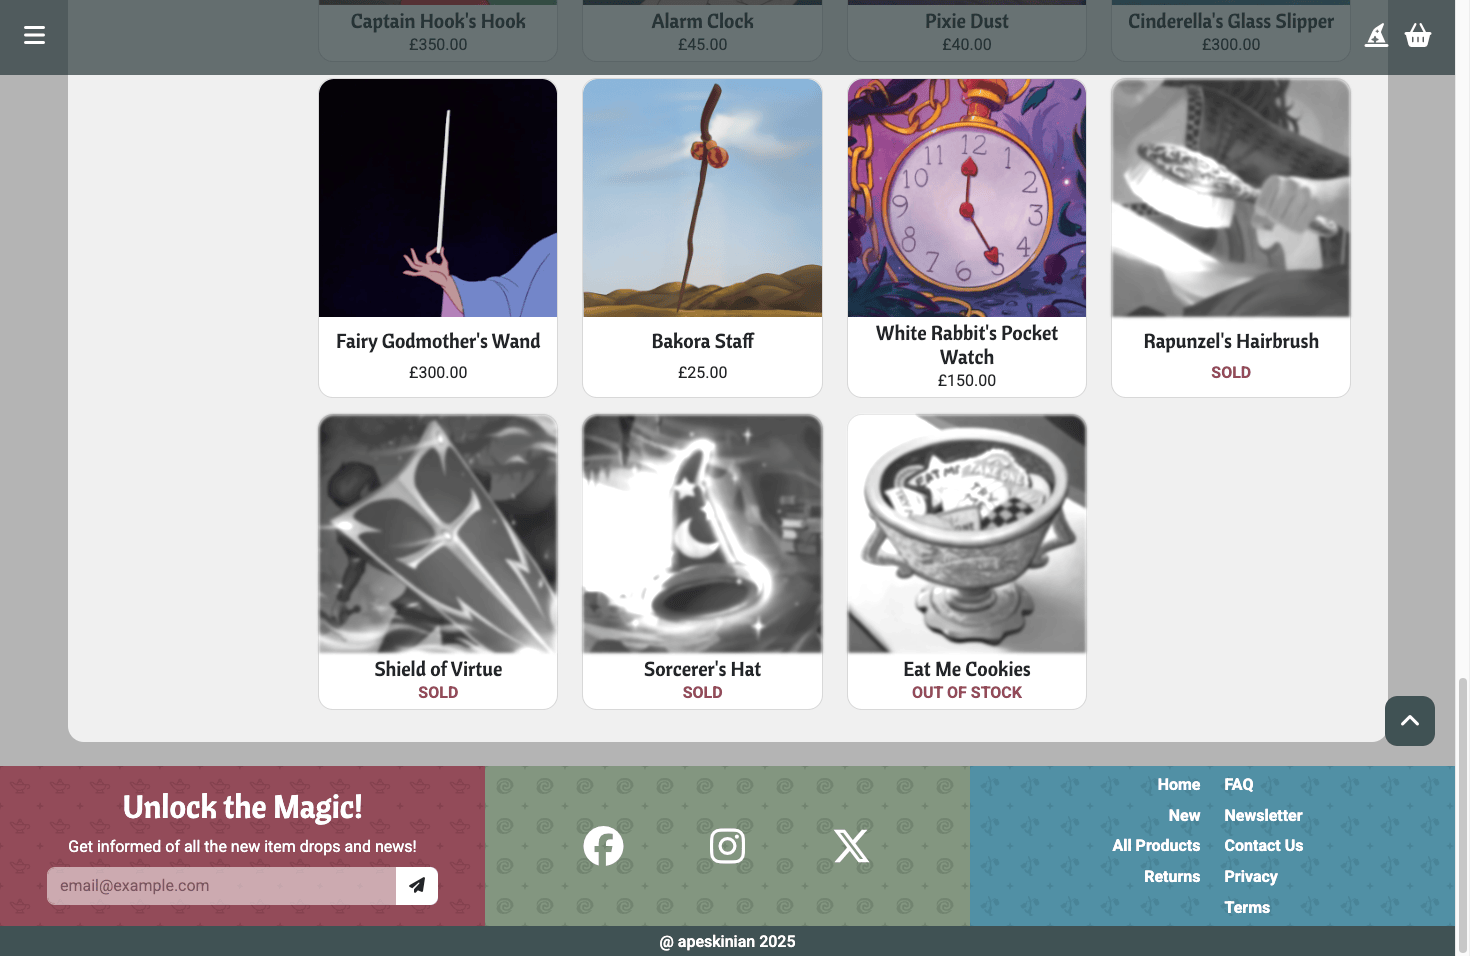 Captain Hook's Hook
£350.00
Alarm Clock
£45.00
Pixie Dust
£40.00
Cinderella's Glass Slipper
£300.00
12
11
1
10
2
9
3
8
4
7
6
5
Fairy Godmother's Wand
£300.00
Bakora Staff
£25.00
White Rabbit's Pocket
Watch
£150.00
Rapunzel's Hairbrush
SOLD
EAT ME
Shield of Virtue
SOLD
Sorcerer's Hat
SOLD
Eat Me Cookies
OUT OF STOCK
Unlock the Magic!
Get informed of all the new item drops and news!
email@example.com
Home
New
All Products
Returns
FAQ
Newsletter
Contact Us
Privacy
Terms
@ apeskinian 2025